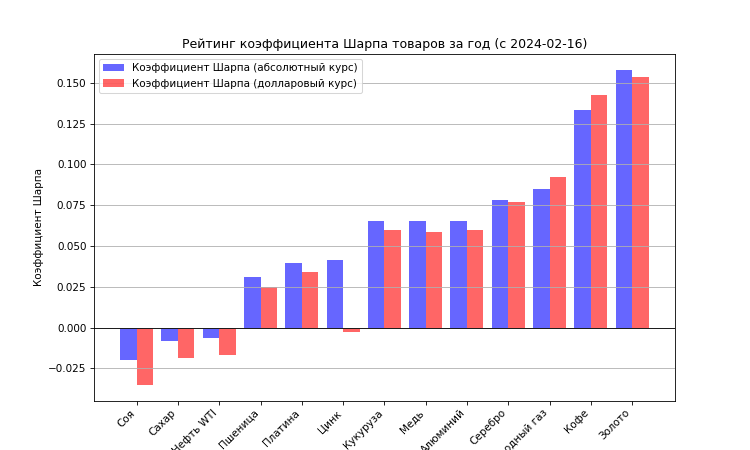 Рейтинг коэффициента Шарпа товаров за год (с 2024-02-16)
Коэффициент Шарпа (абсолютный курс)
Коэффициент Шарпа (долларовый курс)
Коэффициент Шарпа
0.150
0.125
0.100
0.075
0.050
0.025
0.000
−0.025
Соя
Сахар
Нефть WTI
Пшеница
Платина
Цинк
Кукуруза
Медь
Алюминий
Серебро
газ
Кофе
Золото